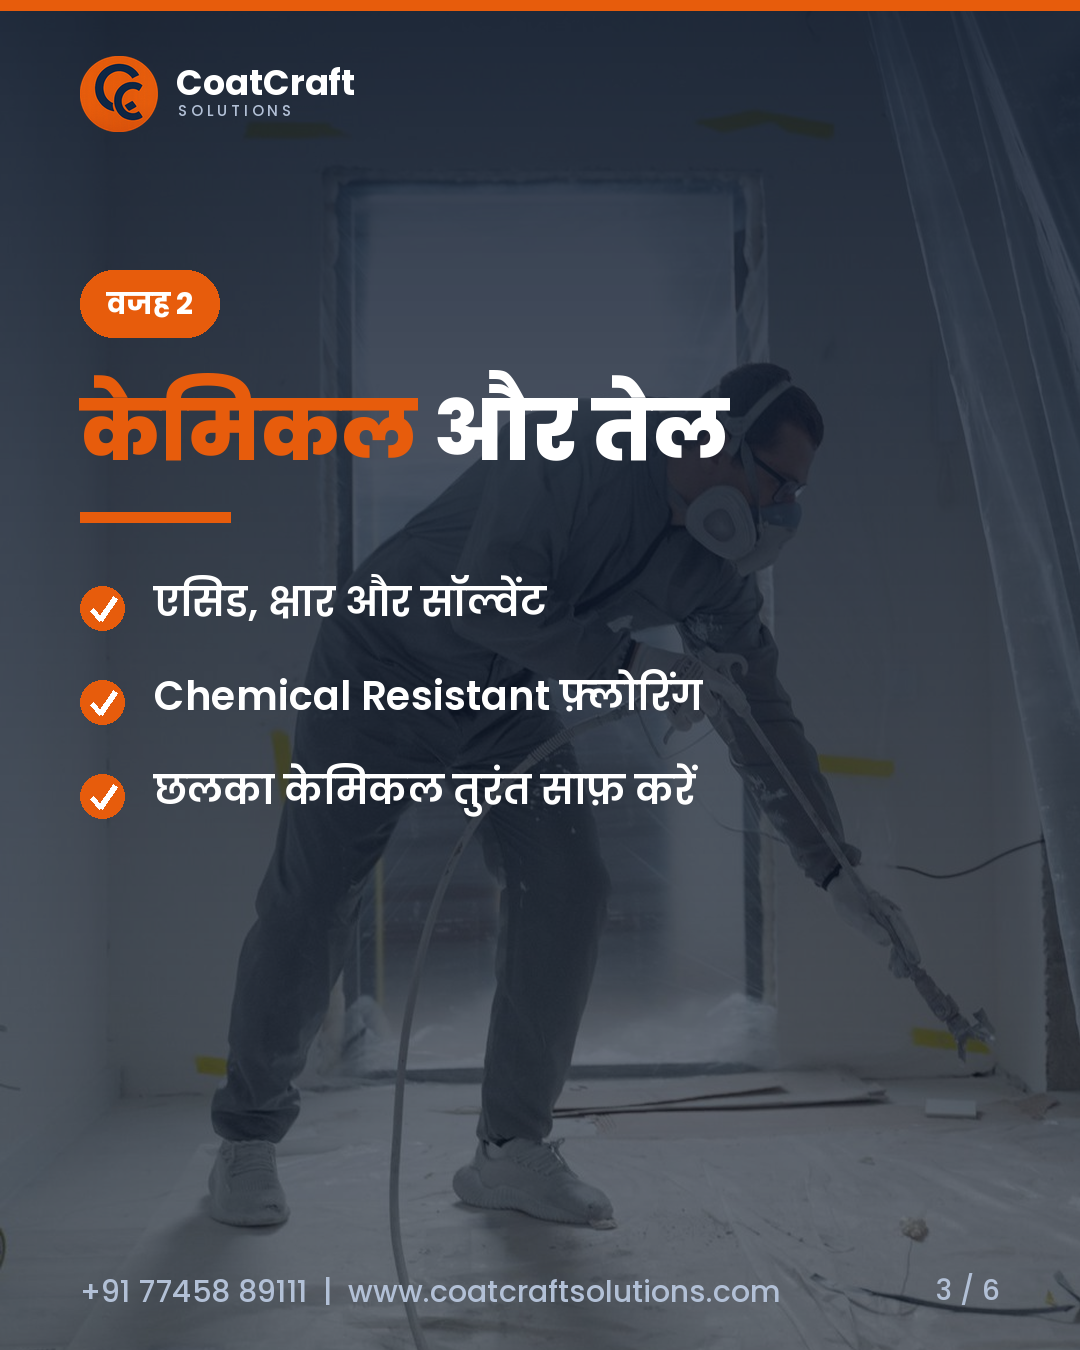 CoatCraft
SOLUTIONS
वजह 2
केमिकल और तेल
एसिड, क्षार और सॉल्वेंट
Chemical Resistant फ़्लोरिंग
छलका केमिकल तुरंत साफ़ करें
+91 77458 89111 | www.coatcraftsolutions.com
3 / 6